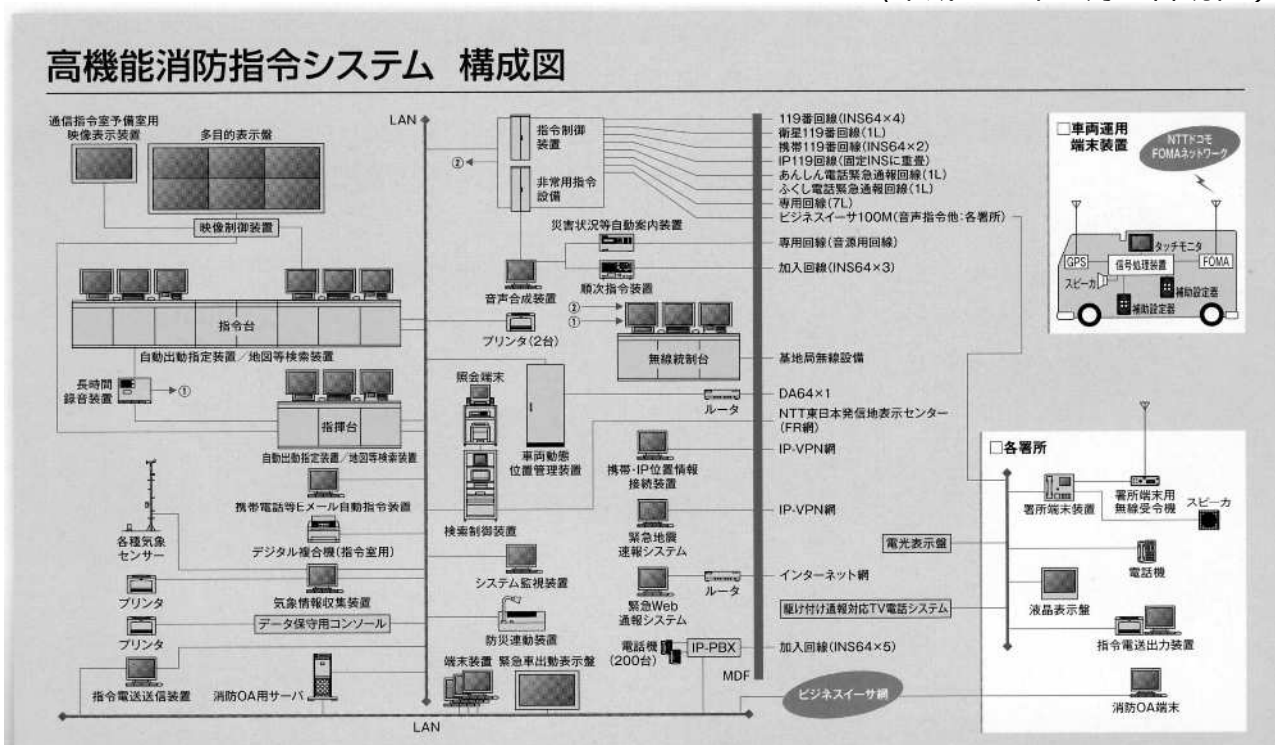 高機能消防指令システム 構成図
通信指令室予備室用
映像表示装置
多目的表示盤
映像制御装置
指令台
自動出動指定装置/地図等検索装置
長時間
録音装置
①
指揮台
自動出動指定装置/地図等検索装置
携帯電話等Eメール自動指令装置
各種気象
センサー
デジタル複合機(指令室用)
プリンタ
気象情報収集装置
プリンタ
データ保守用コンソール
指令電送送信装置
消防OA用サーバ
LAN
LAN
指令制御
装置
②
非常用指令
設備
災害状況等自動案内装置
音声合成装置
順次指令装置
プリンタ(2台)
②
①
無線統制台
照会端末
車両動態
位置管理装置
ルータ
検索制御装置
携帯・IP位置情報
接続装置
緊急地震
速報システム
システム監視装置
緊急Web
通報システム
ルータ
防災連動装置
電話機
(200台)
IP-PBX
端末装置
緊急車出動表示盤
MDF
119番回線(INS64×4)
衛星119番回線(1L)
携帯119番回線(INS64×2)
IP119回線(固定INSに重畳)
あんしん電話緊急通報回線(1L)
ふくし電話緊急通報回線(1L)
専用回線(7L)
ビジネスイーサ100M(音声指令他:各署所)
専用回線(音源用回線)
加入回線(INS64×3)
基地局無線設備
DA64×1
NTT東日本発信地表示センター
(FR網)
IP-VPN網
IP-VPN網
インターネット網
加入回線(INS64×5)
ビジネスイーサ網
□車両運用
端末装置
NTTドコモ
FOMAネットワーク
タッチモニタ
GPS
信号処理装置
FOMA
スピーカ
補助設定器
補助設定器
□各署所
署所端末装置
署所端末用
無線受令機
スピーカ
電光表示盤
電話機
液晶表示盤
駆け付け通報対応TV電話システム
指令電送出力装置
消防OA端末